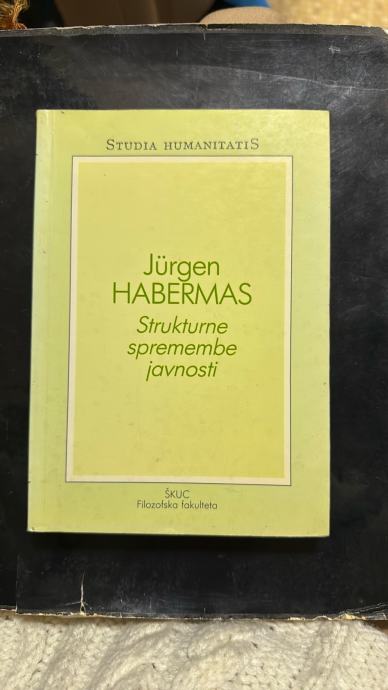 STUDIA HUMANITATIS
Jürgen
HABERMAS
Strukturne
spremembe
javnosti
ŠKUC
Filozofska fakulteta